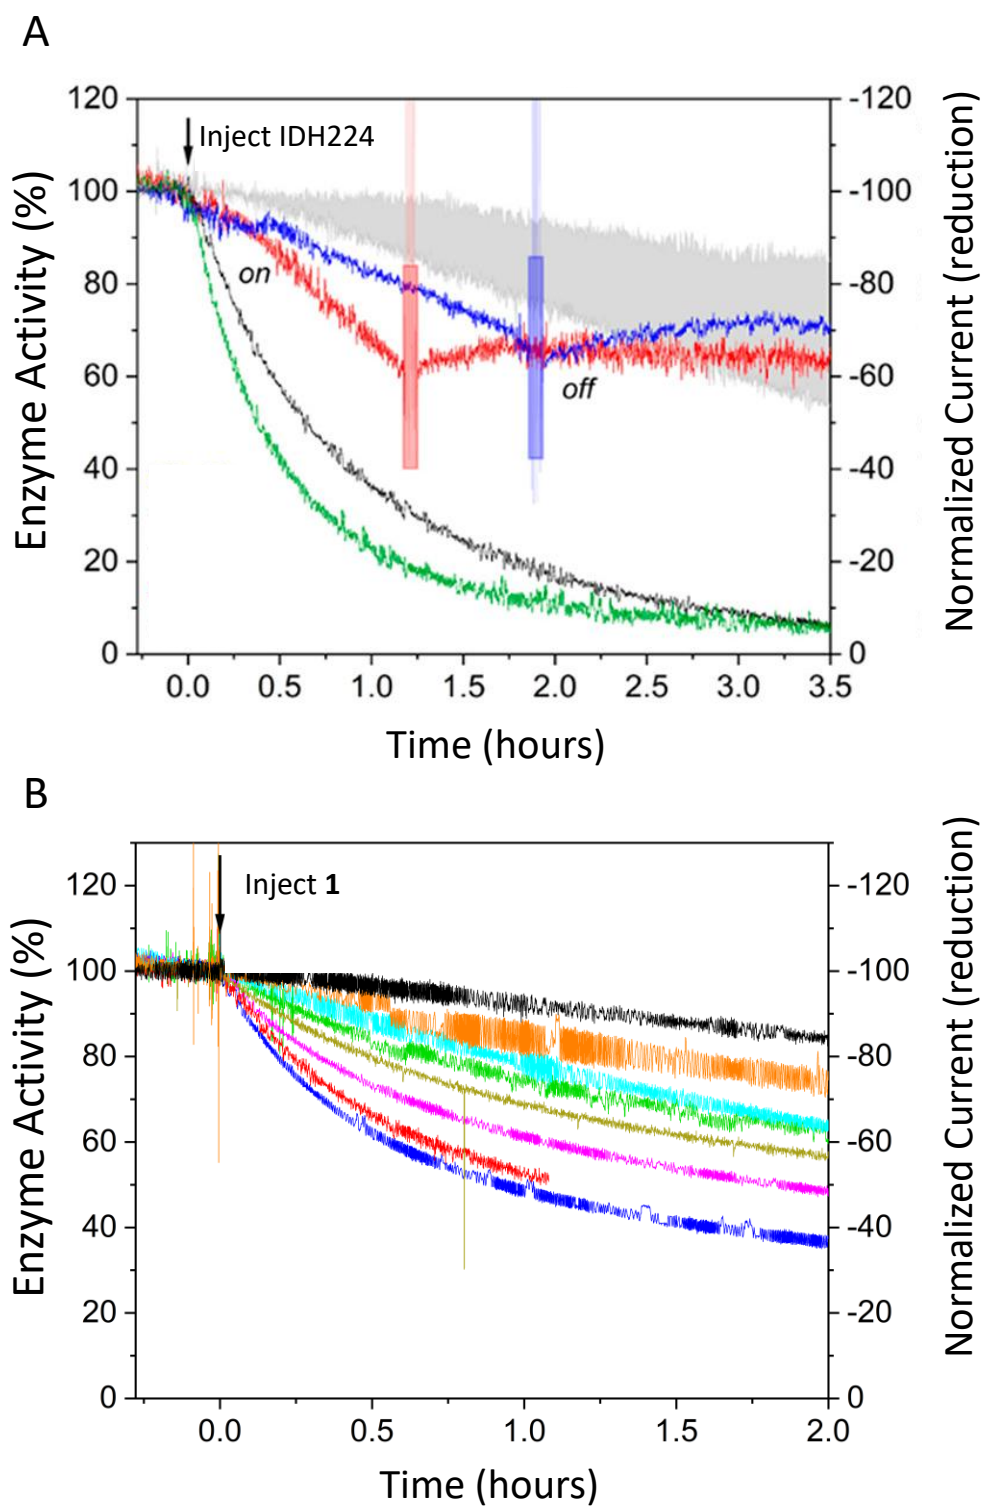 A
Enzyme Activity (%)
120
100
80
60
40
20
0
Inject IDH224
on
off
-120
-100
-80
-60
-40
-20
0
Normalized Current (reduction)
0.0 0.5 1.0 1.5 2.0 2.5 3.0 3.5
Time (hours)
B
Enzyme Activity (%)
120
100
80
60
40
20
0
Inject 1
-120
-100
-80
-60
-40
-20
0
Normalized Current (reduction)
0.0 0.5 1.0 1.5 2.0
Time (hours)